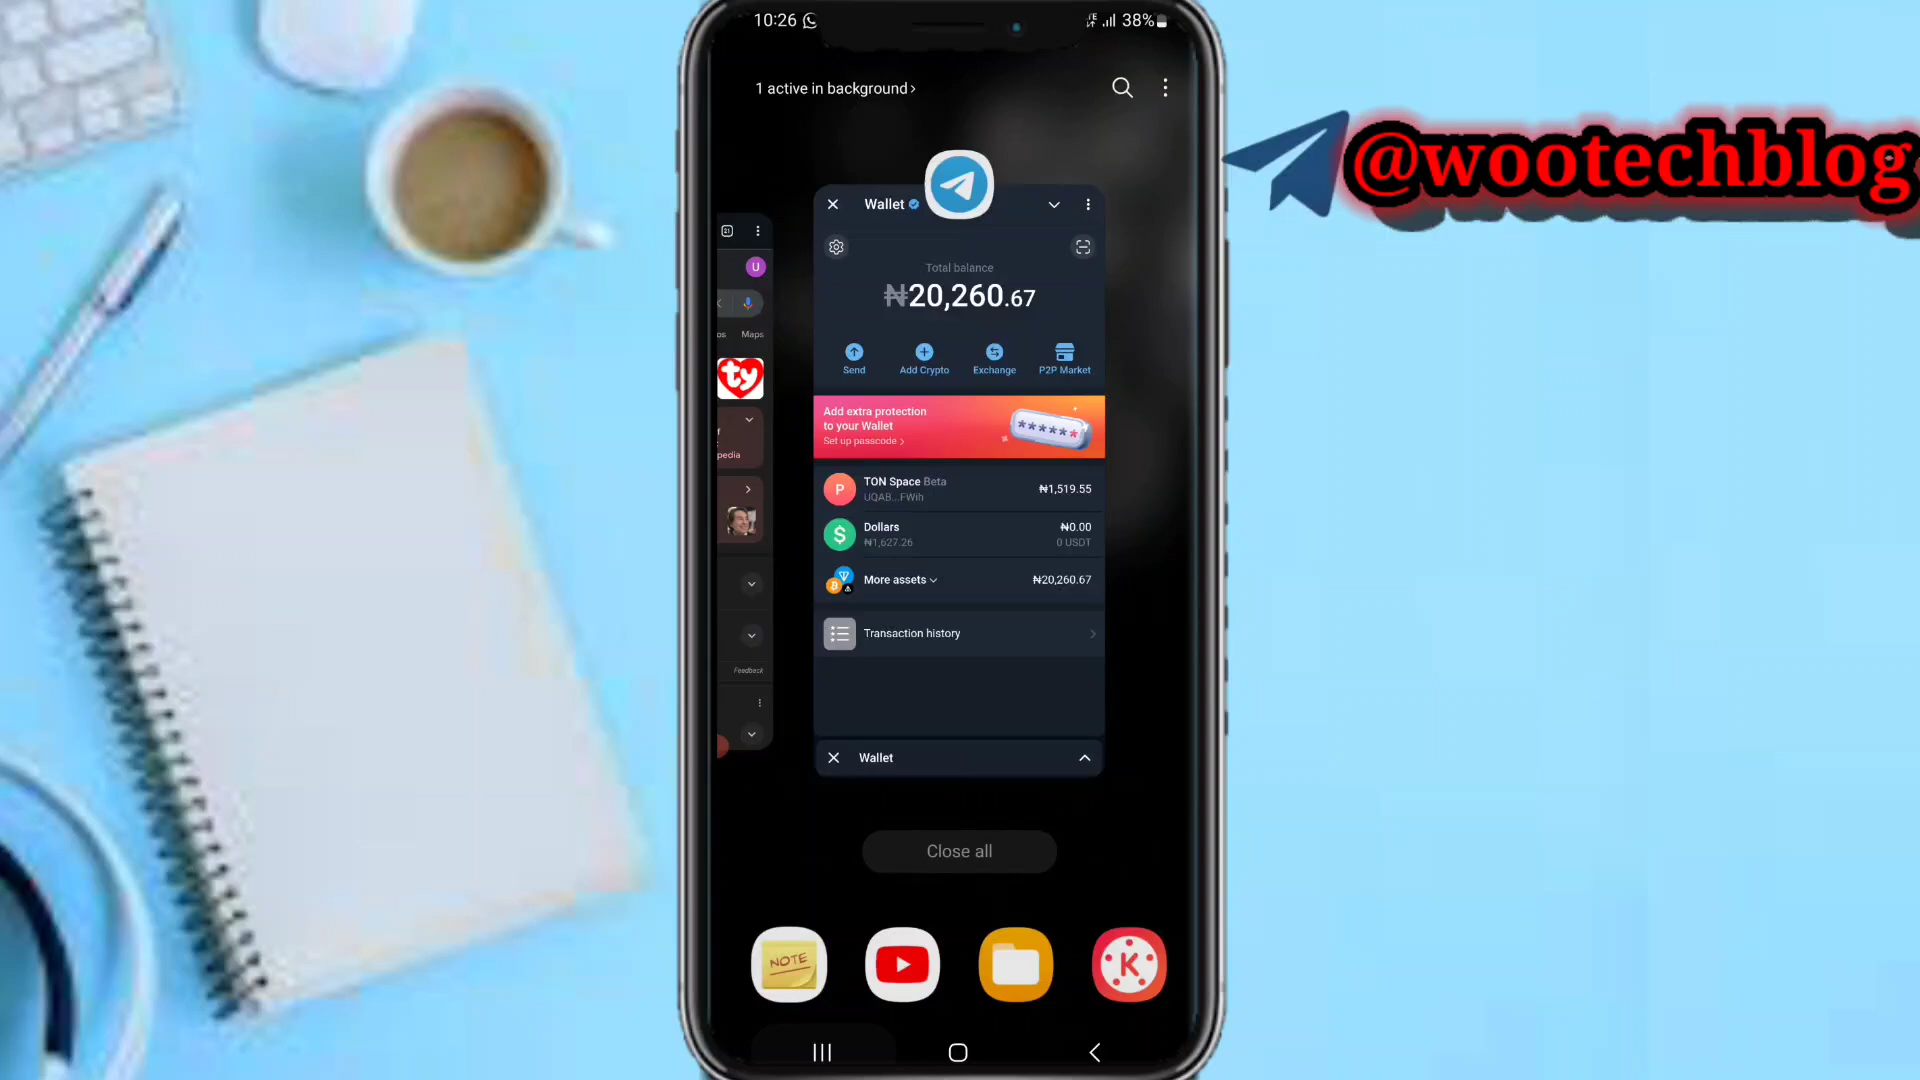 10:26
38%
@wootechblog
1 active in background ›
Wallet
21
U
Total balance
₦20,260.67
Maps
Send
Add Crypto
Exchange
P2P Market
ty
Add extra protection
to your Wallet
Set up passcode ›
******
pedia
P
TON Space Beta
₦1,519.55
UQAB...FWih
$
Dollars
₦0.00
₦1,627.26
0 USDT
More assets
₦20,260.67
Transaction history
Feedback
Wallet
Close all
NOTE
K